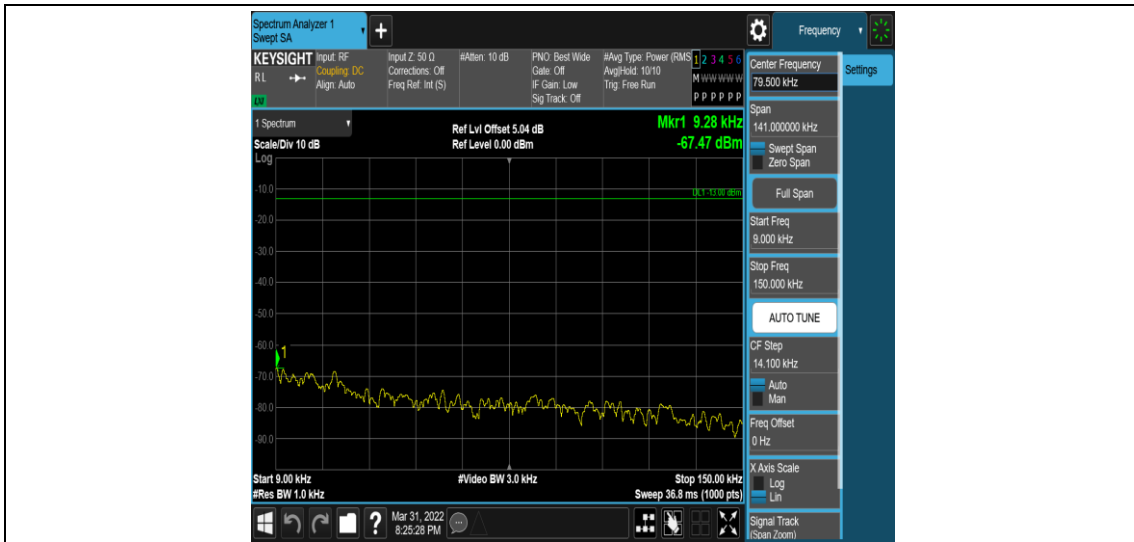 Spectrum Analyzer 1
Swept SA
+
Frequency
KEYSIGHT
RL
Input: RF
Coupling: DC
Align: Auto
Input Z: 50 Ω
Corrections: Off
Freq Ref: Int (S)
#Atten: 10 dB
PNO: Best Wide
Gate: Off
IF Gain: Low
Sig Track: Off
#Avg Type: Power (RMS
Avg|Hold: 10/10
Trig: Free Run
1 2 3 4 5 6
M W W W W W
P P P P P P
LXI
Center Frequency
79.500 kHz
Settings
1 Spectrum
Scale/Div 10 dB
Ref Lvl Offset 5.04 dB
Ref Level 0.00 dBm
Mkr1 9.28 kHz
-67.47 dBm
Span
141.000000 kHz
Swept Span
Zero Span
Log
DL1 -13.00 dBm
-10.0
-20.0
-30.0
-40.0
-50.0
-60.0
-70.0
-80.0
-90.0
1
Full Span
Start Freq
9.000 kHz
Stop Freq
150.000 kHz
AUTO TUNE
CF Step
14.100 kHz
Auto
Man
Freq Offset
0 Hz
X Axis Scale
Log
Lin
Signal Track
(Span Zoom)
Start 9.00 kHz
#Res BW 1.0 kHz
#Video BW 3.0 kHz
Stop 150.00 kHz
Sweep 36.8 ms (1000 pts)
?
Mar 31, 2022
8:25:28 PM